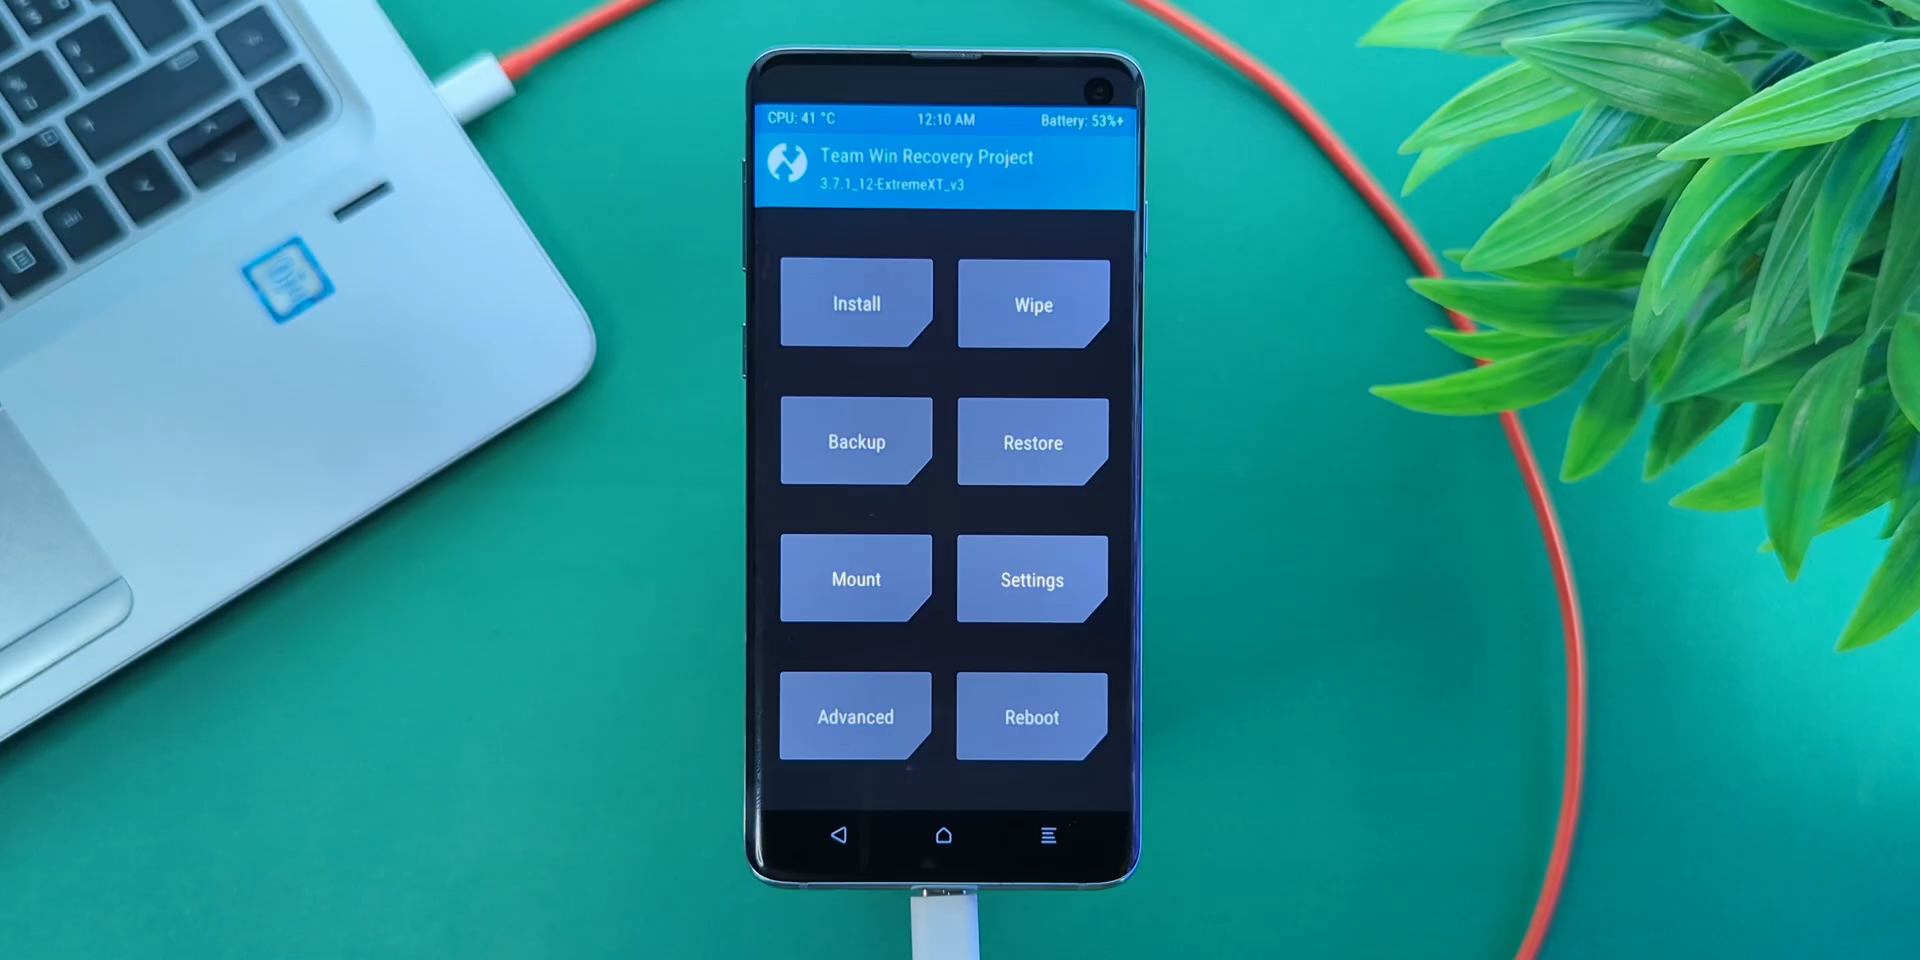 CPU: 41 °C 12:10 AM Battery: 53%+
Team Win Recovery Project
3.7.1_12-ExtremeXT_v3
Install Wipe
Backup Restore
Mount Settings
Advanced Reboot